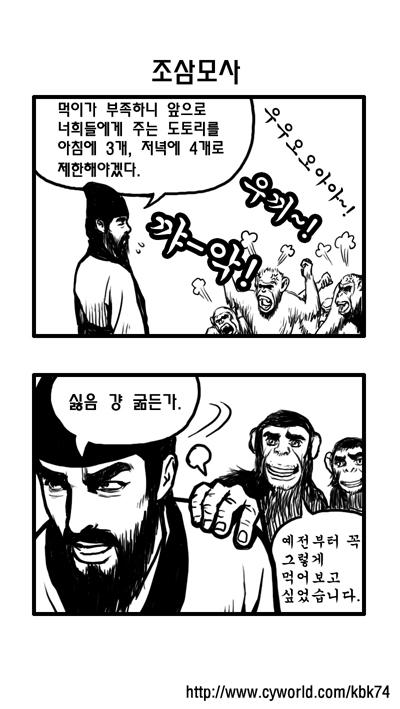 조삼모사
먹이가 부족하니 앞으로
너희들에게 주는 도토리를
아침에 3개, 저녁에 4개로
제한해야겠다.
우우오오아아~!
우끼~!
꺄-악!
싫음 걍 굶든가.
예전부터 꼭
그렇게
먹어보고
싶었습니다.
http://www.cyworld.com/kbk74